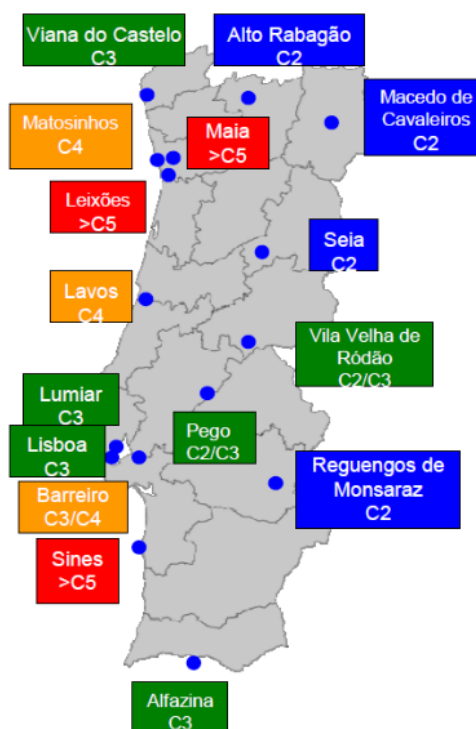 Viana do Castelo
C3
Alto Rabagão
C2
Macedo de
Cavaleiros
C2
Matosinhos
C4
Maia
>C5
Leixões
>C5
Seia
C2
Lavos
C4
Vila Velha de
Ródão
C2/C3
Lumiar
C3
Lisboa
C3
Pego
C2/C3
Reguengos de
Monsaraz
C2
Barreiro
C3/C4
Sines
>C5
Alfazina
C3